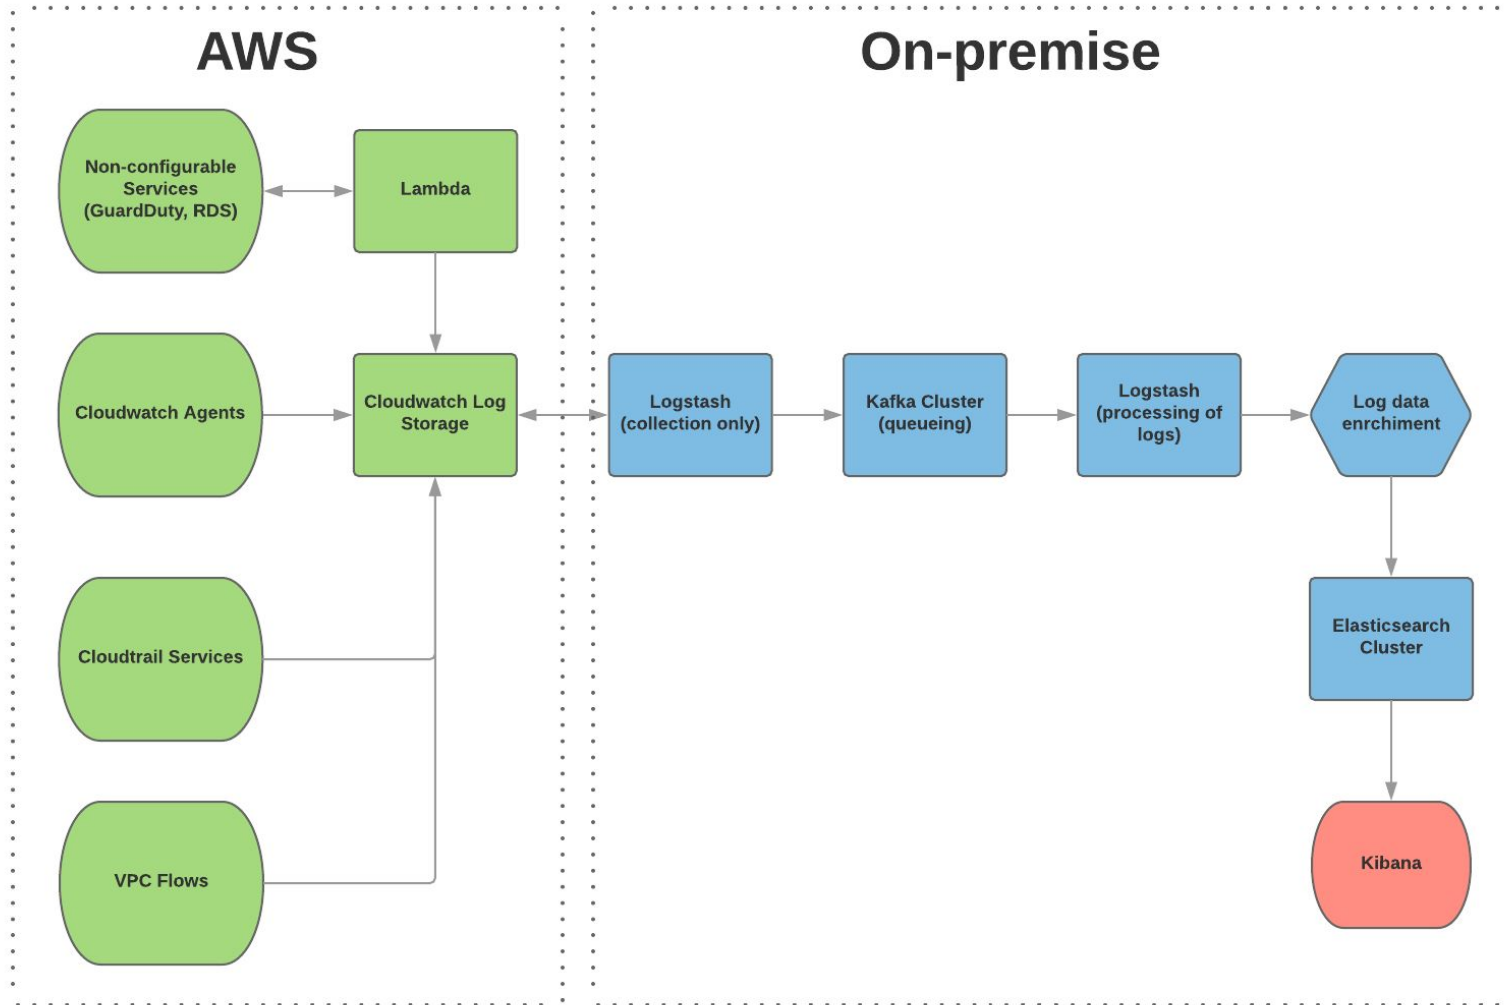 AWS
On-premise
Non-configurable
Services
(GuardDuty, RDS)
Lambda
Cloudwatch Agents
Cloudwatch Log
Storage
Logstash
(collection only)
Kafka Cluster
(queueing)
Logstash
(processing of
logs)
Log data
enrchiment
Cloudtrail Services
Elasticsearch
Cluster
VPC Flows
Kibana